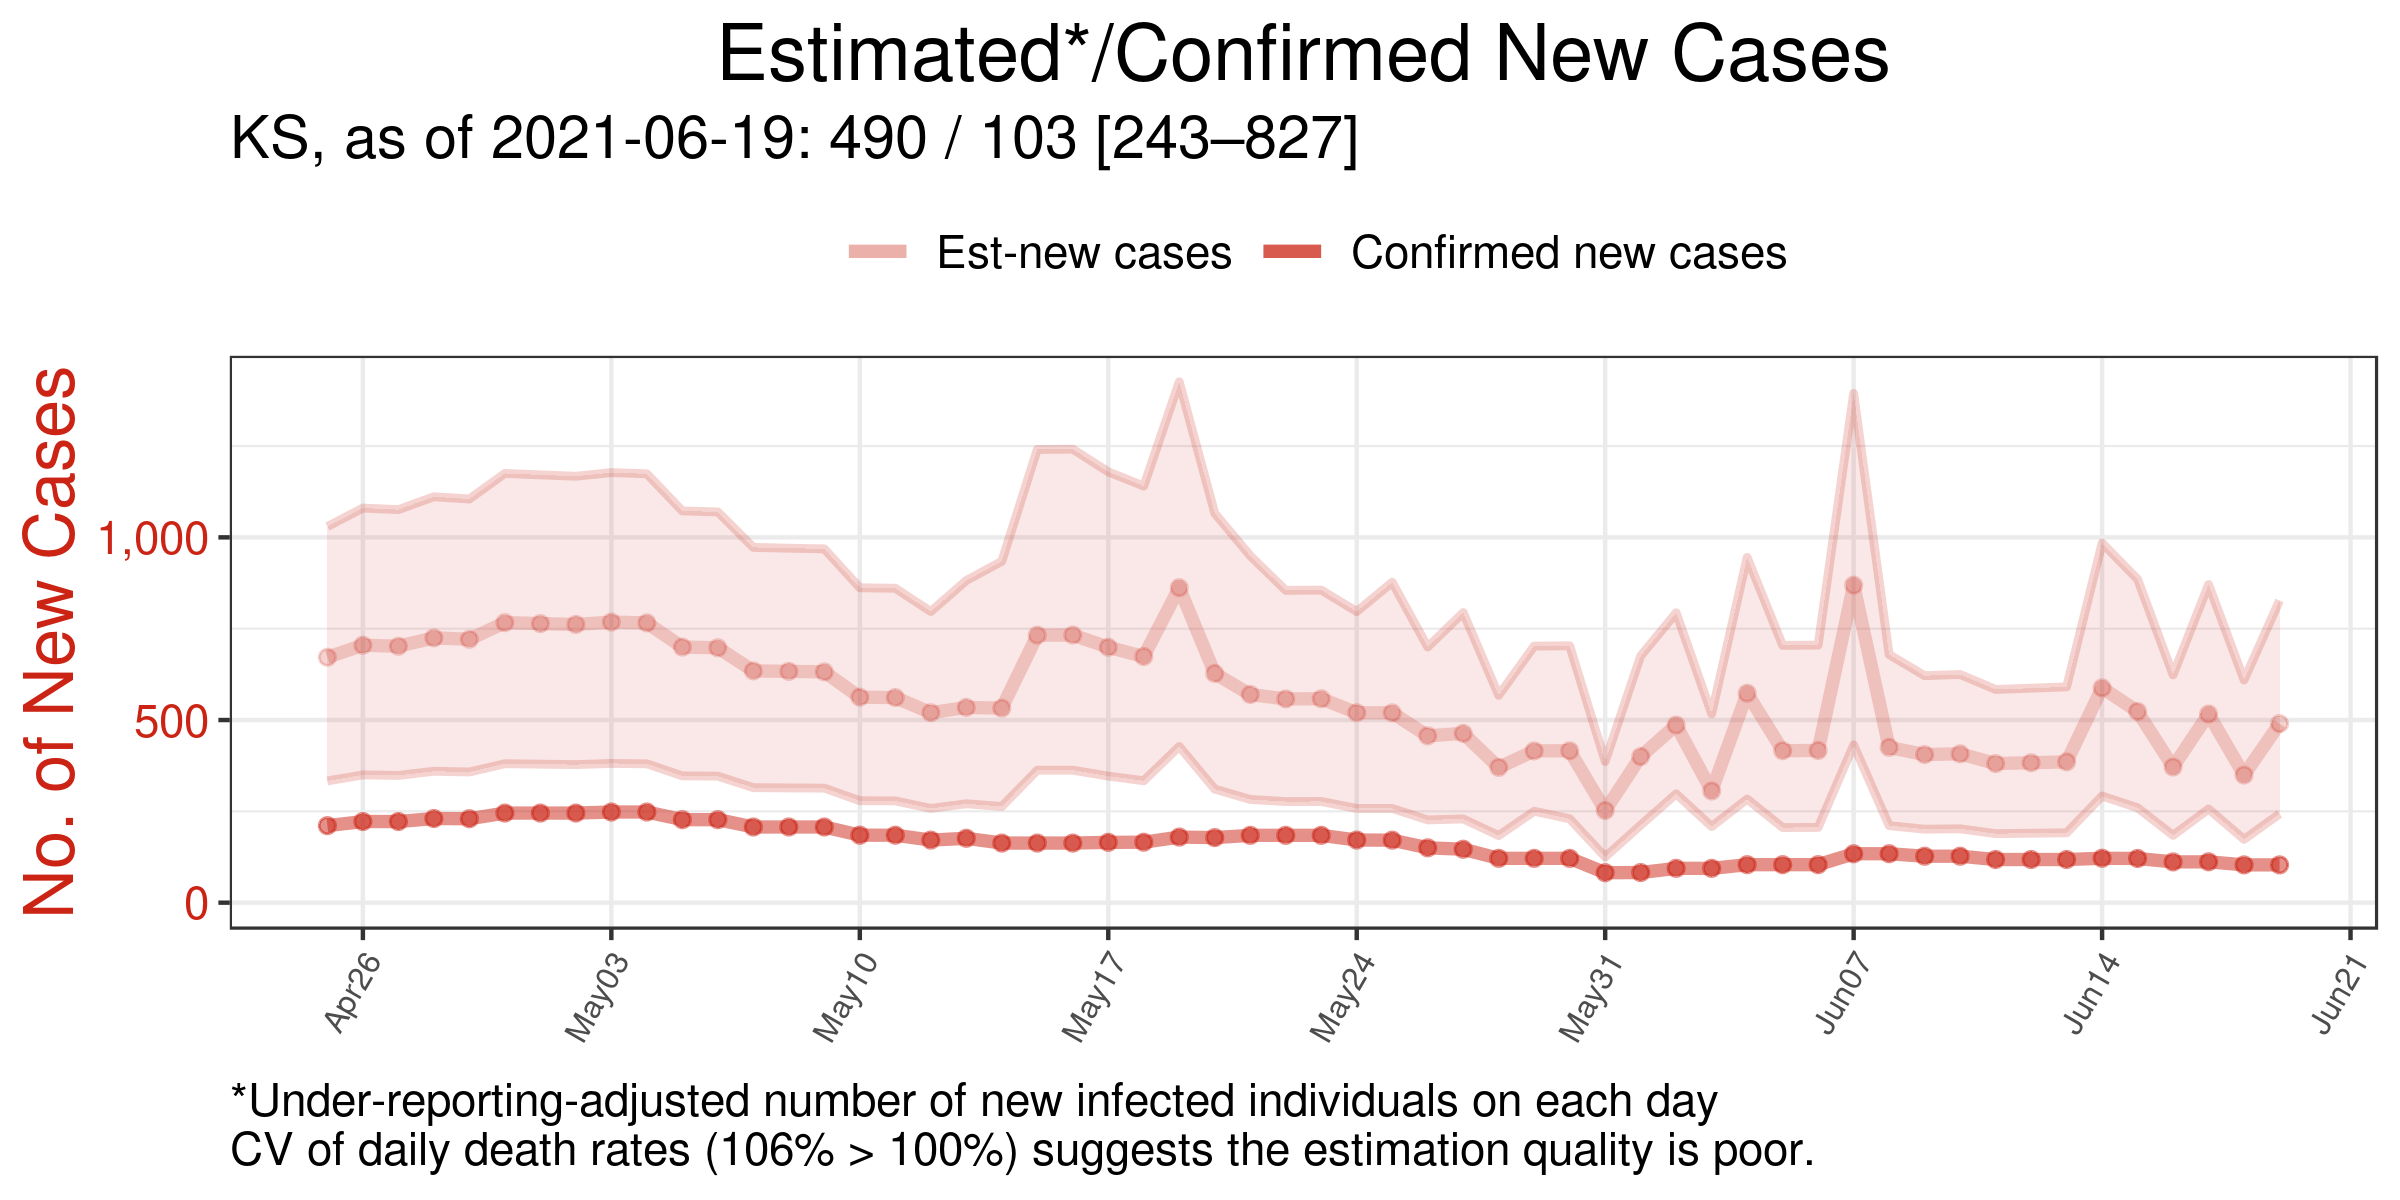 Estimated*/Confirmed New Cases
KS, as of 2021-06-19: 490 / 103 [243–827]
Est-new cases Confirmed new cases
No. of New Cases
1,000
500
0
Apr26 May03 May10 May17 May24 May31 Jun07 Jun14 Jun21
*Under-reporting-adjusted number of new infected individuals on each day
CV of daily death rates (106% > 100%) suggests the estimation quality is poor.